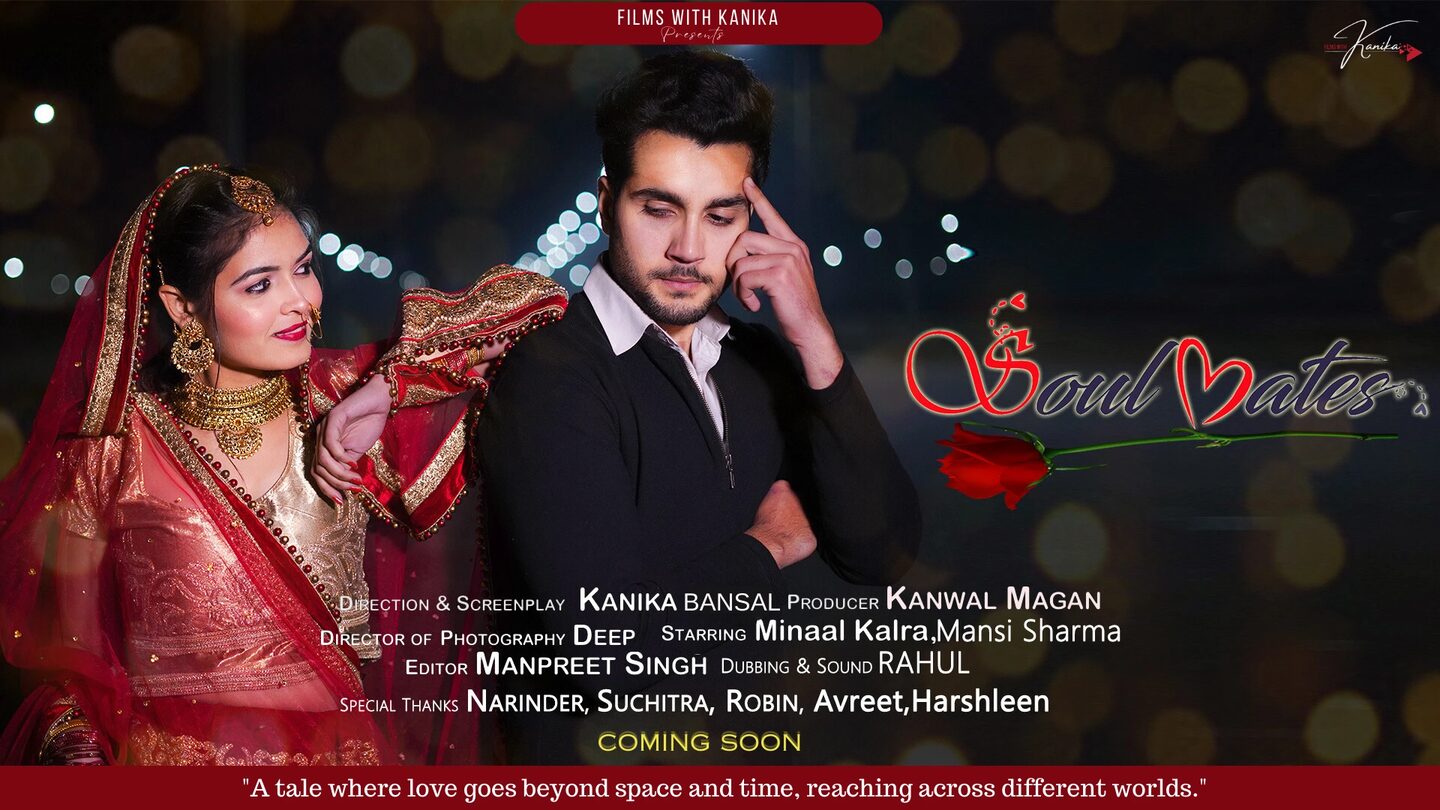 FILMS WITH KANIKA
Presents
FILMS WITH Kanika
Soul Mates
DIRECTION & SCREENPLAY KANIKA BANSAL PRODUCER KANWAL MAGAN
DIRECTOR OF PHOTOGRAPHY DEEP STARRING Minaal Kalra,Mansi Sharma
EDITOR MANPREET SINGH DUBBING & SOUND RAHUL
SPECIAL THANKS NARINDER, SUCHITRA, ROBIN, Avreet,Harshleen
COMING SOON
"A tale where love goes beyond space and time, reaching across different worlds."